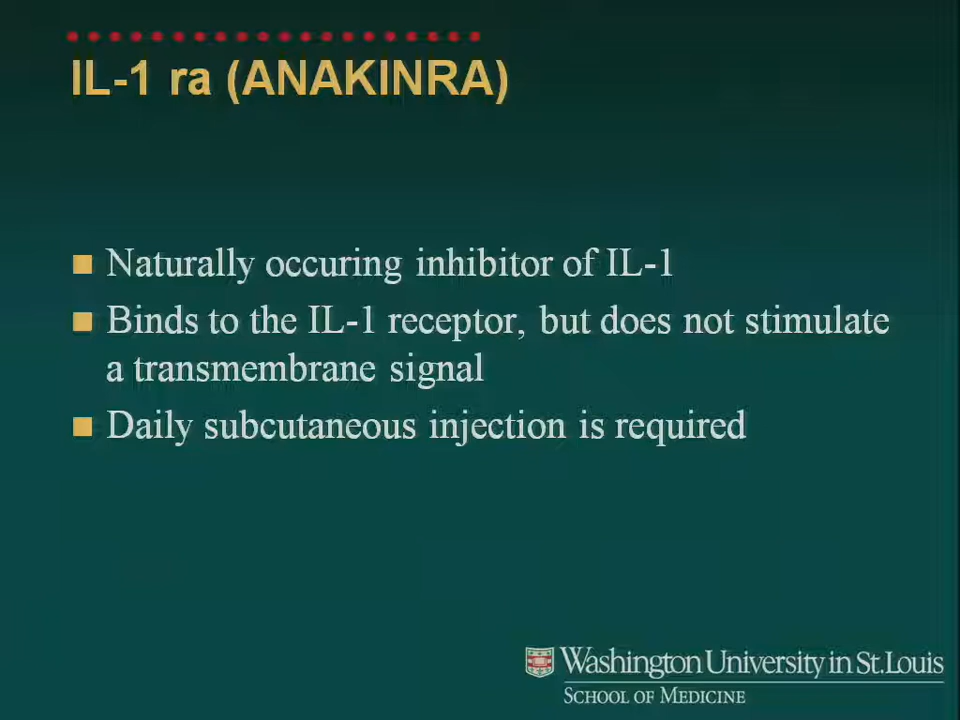 IL-1 ra (ANAKINRA)
Naturally occuring inhibitor of IL-1
Binds to the IL-1 receptor, but does not stimulate
a transmembrane signal
Daily subcutaneous injection is required
Washington University in St. Louis
SCHOOL OF MEDICINE